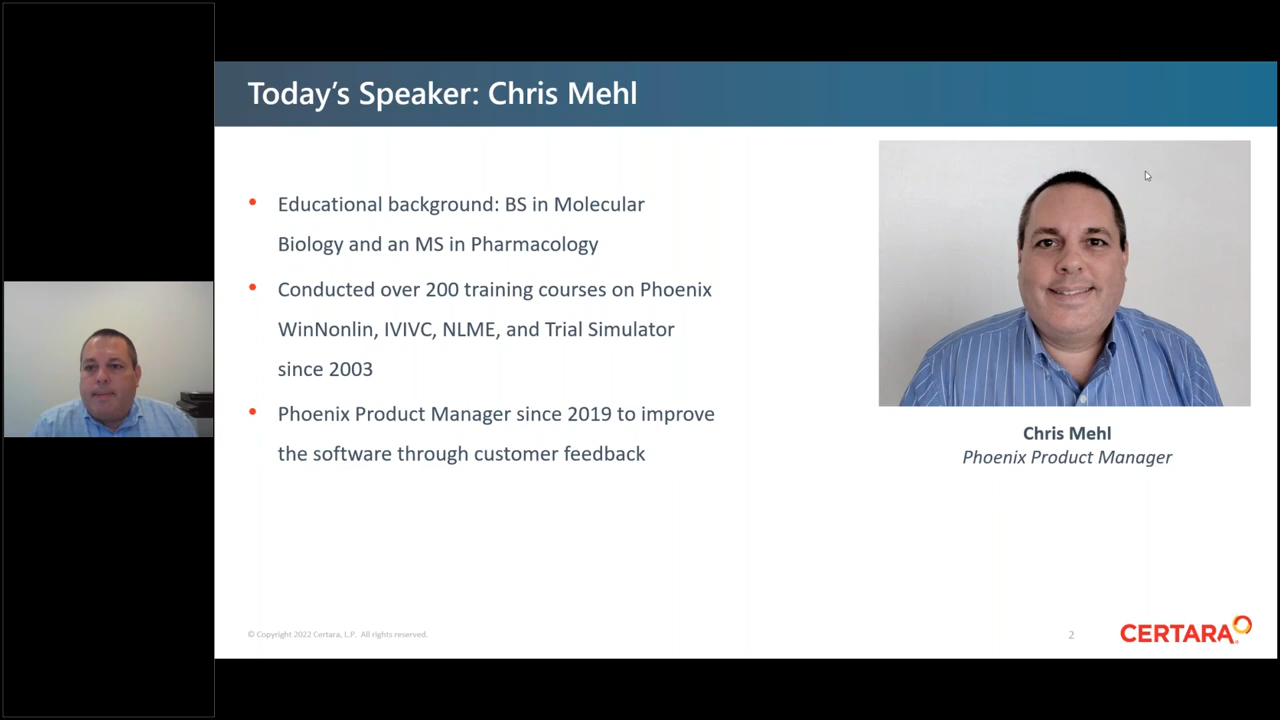 Today's Speaker: Chris Mehl
• Educational background: BS in Molecular
Biology and an MS in Pharmacology
• Conducted over 200 training courses on Phoenix
WinNonlin, IVIVC, NLME, and Trial Simulator
since 2003
• Phoenix Product Manager since 2019 to improve
the software through customer feedback
Chris Mehl
Phoenix Product Manager
© Copyright 2022 Certara, L.P.  All rights reserved.
2
CERTARA